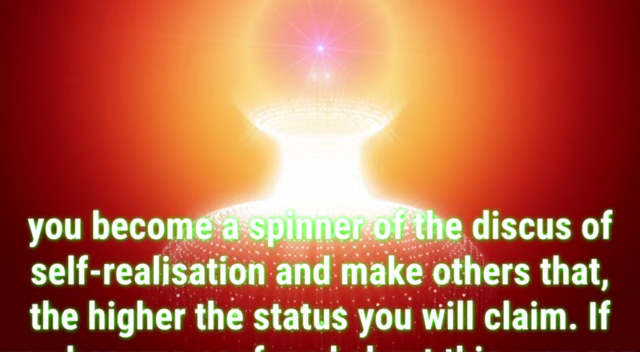 you become a spinner of the discus of
self-realisation and make others that,
the higher the status you will claim. If